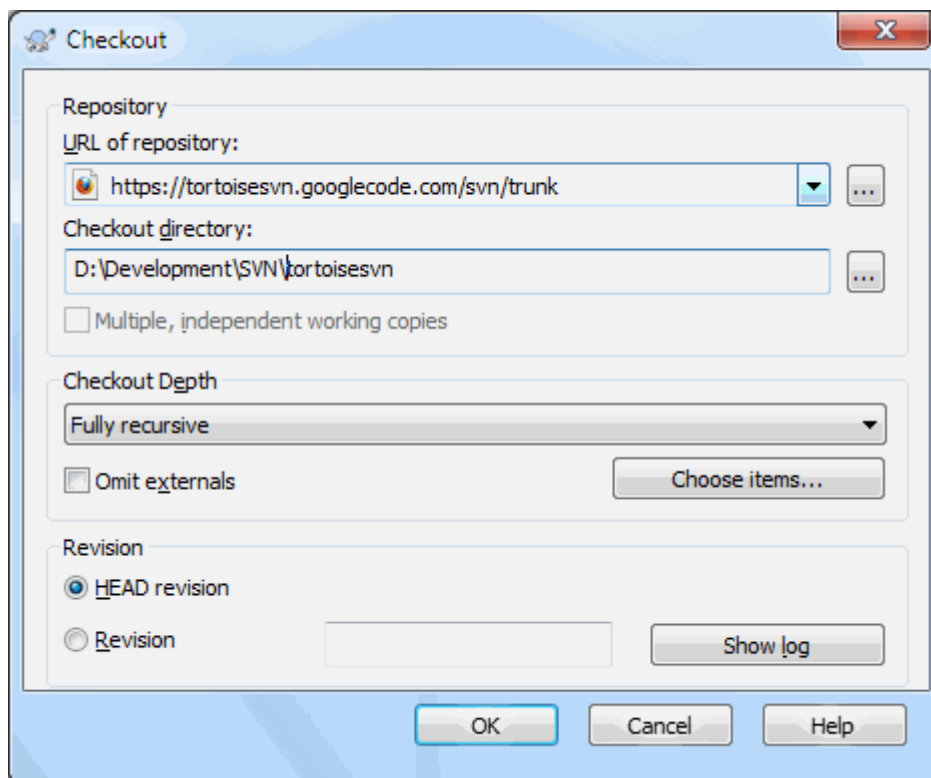 Checkout
Repository
URL of repository:
https://tortoisesvn.googlecode.com/svn/trunk
...
Checkout directory:
D:\Development\SVN\tortoisesvn
...
Multiple, independent working copies
Checkout Depth
Fully recursive
Omit externals
Choose items...
Revision
HEAD revision
Revision
Show log
OK
Cancel
Help